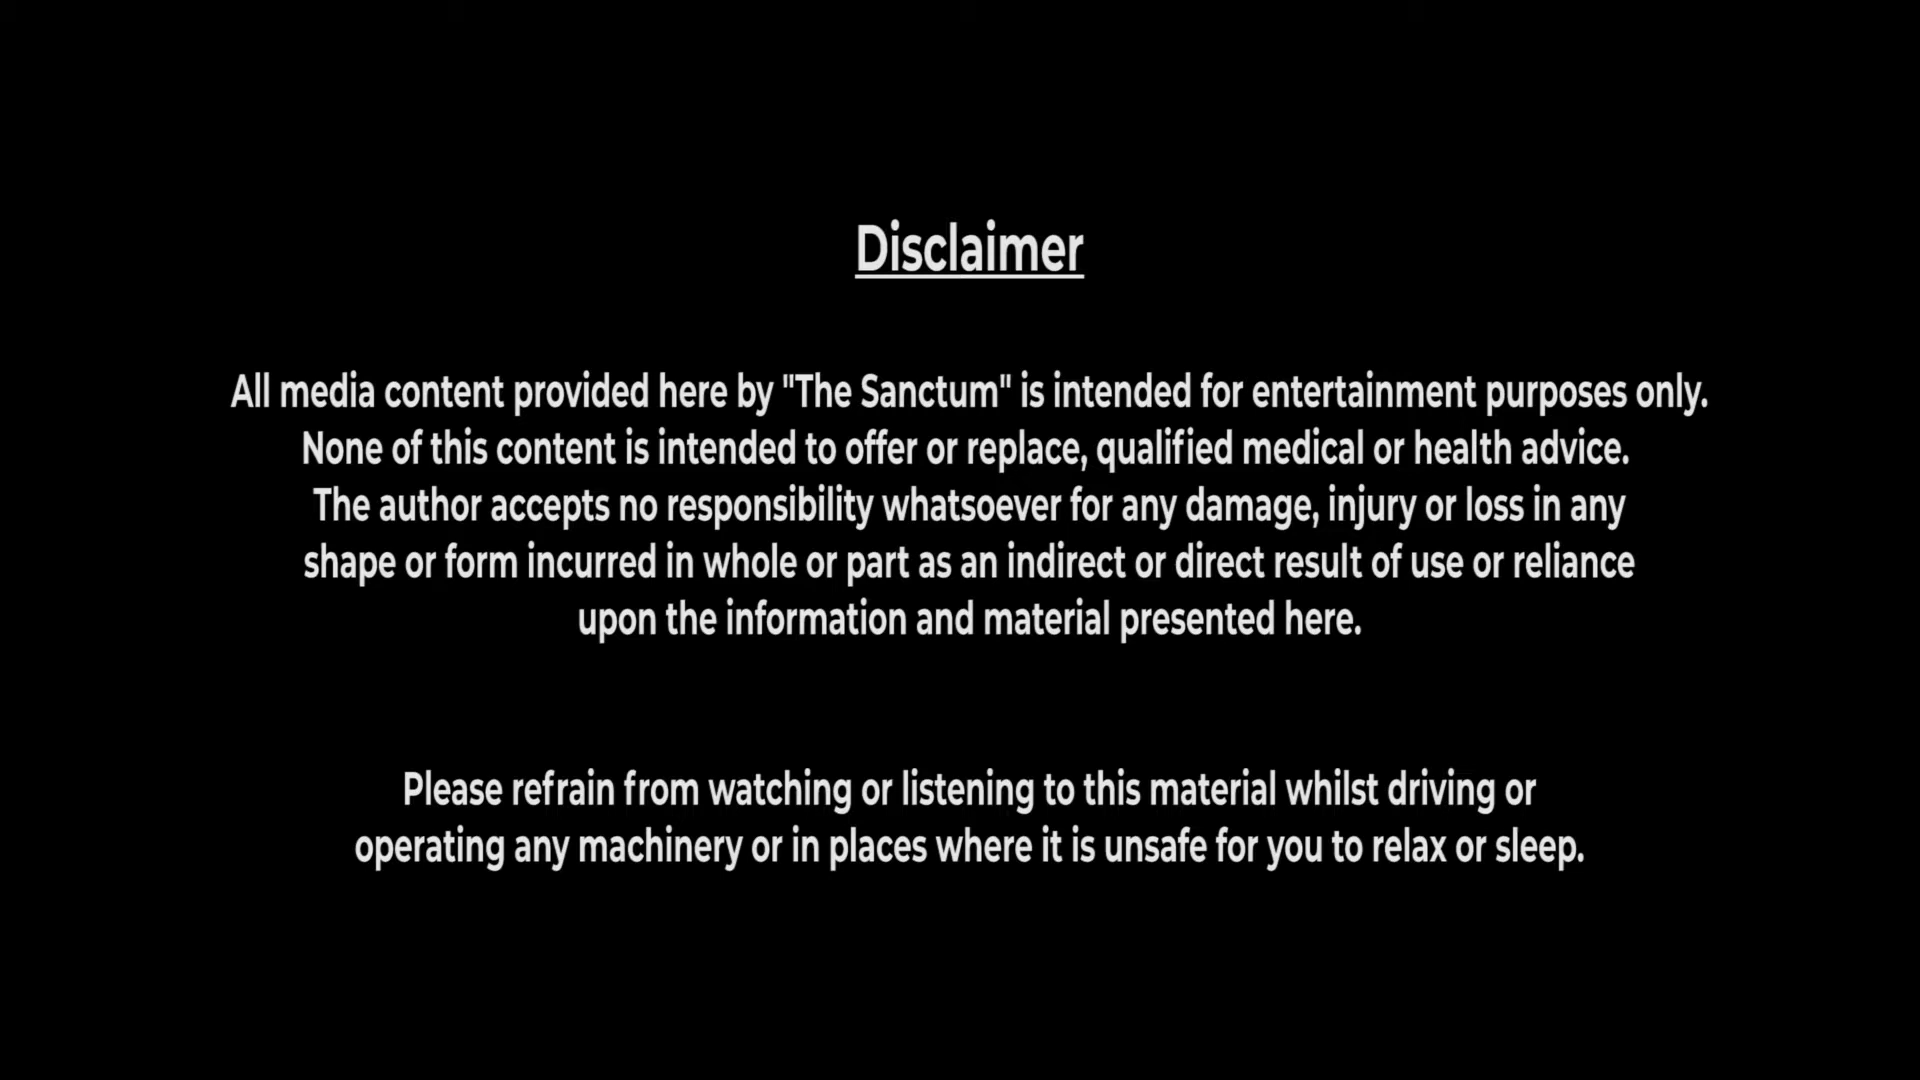 Disclaimer
All media content provided here by "The Sanctum" is intended for entertainment purposes only.
None of this content is intended to offer or replace, qualified medical or health advice.
The author accepts no responsibility whatsoever for any damage, injury or loss in any
shape or form incurred in whole or part as an indirect or direct result of use or reliance
upon the information and material presented here.
Please refrain from watching or listening to this material whilst driving or
operating any machinery or in places where it is unsafe for you to relax or sleep.